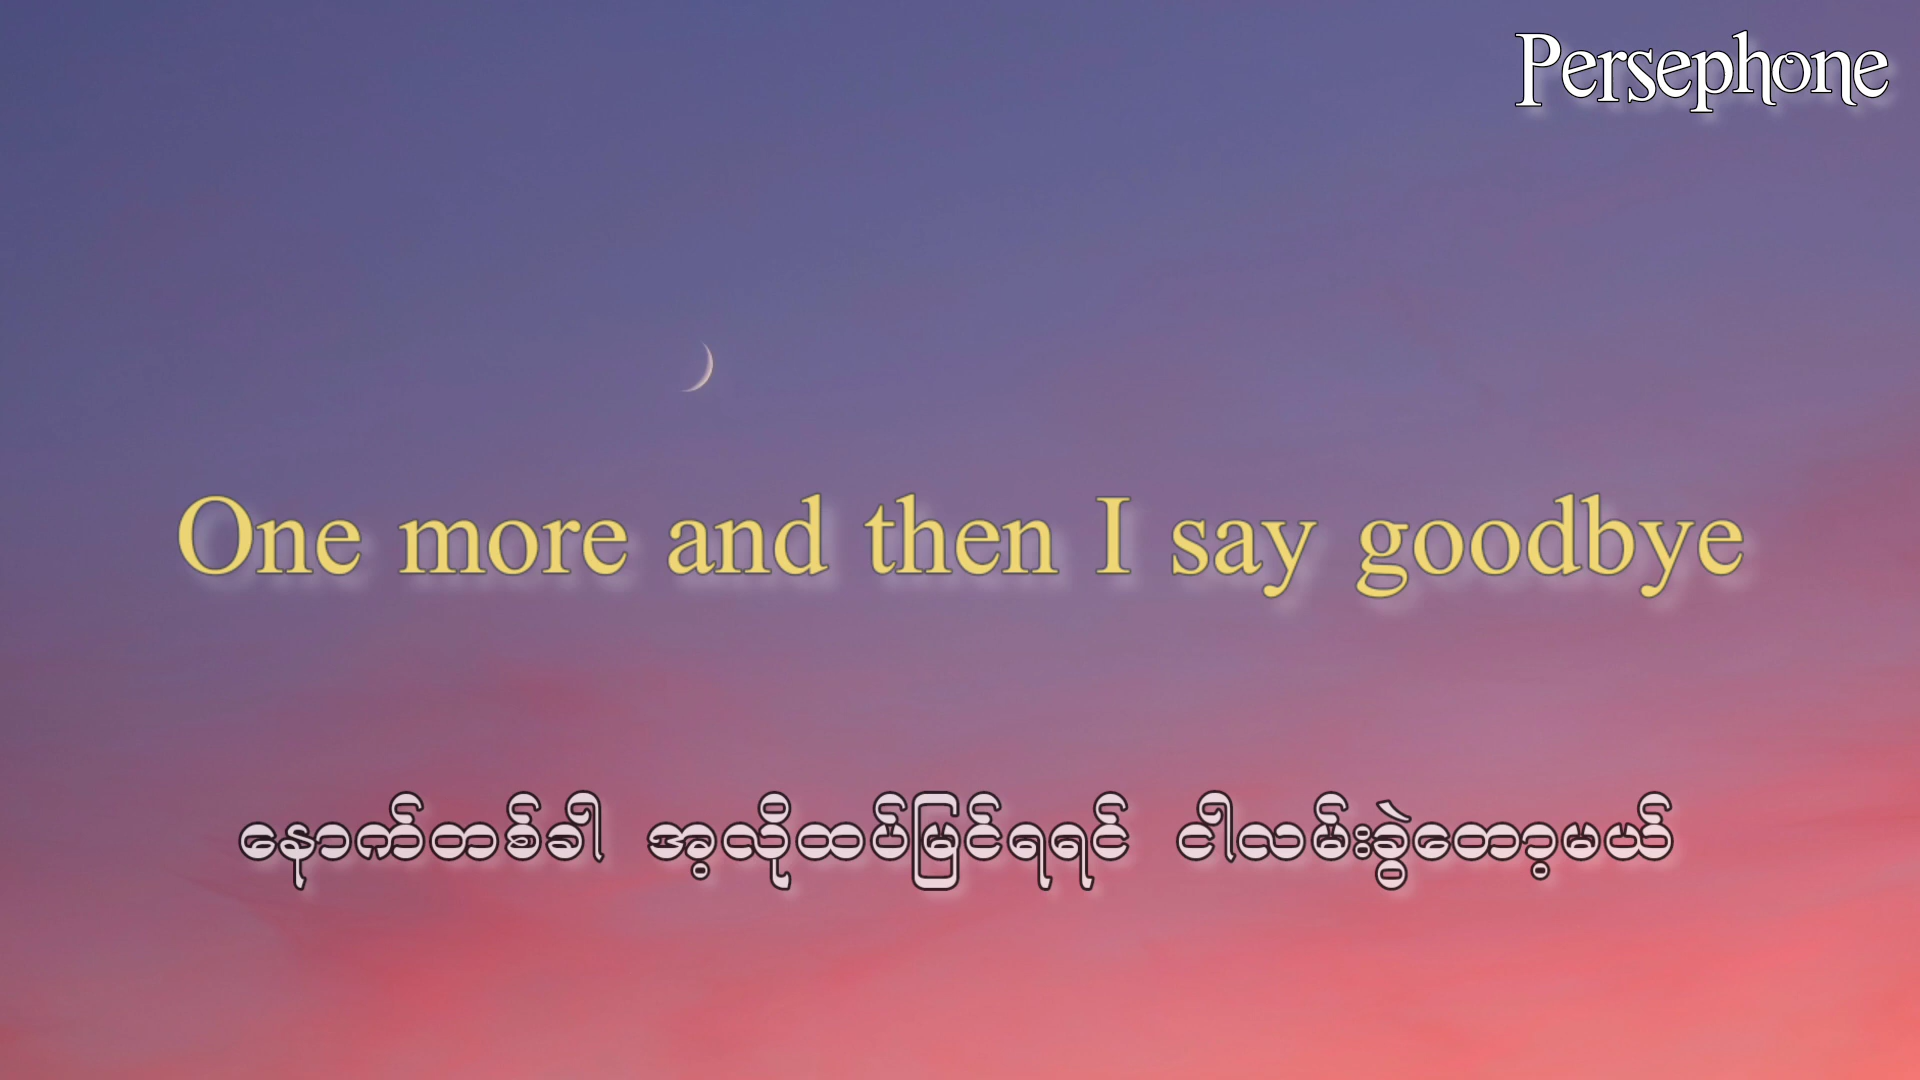 Persephone
One more and then I say goodbye
နောက်တစ်ခါ အ့လိုထပ်မြင်ရရင် ငါလမ်းခွဲတော့မယ်